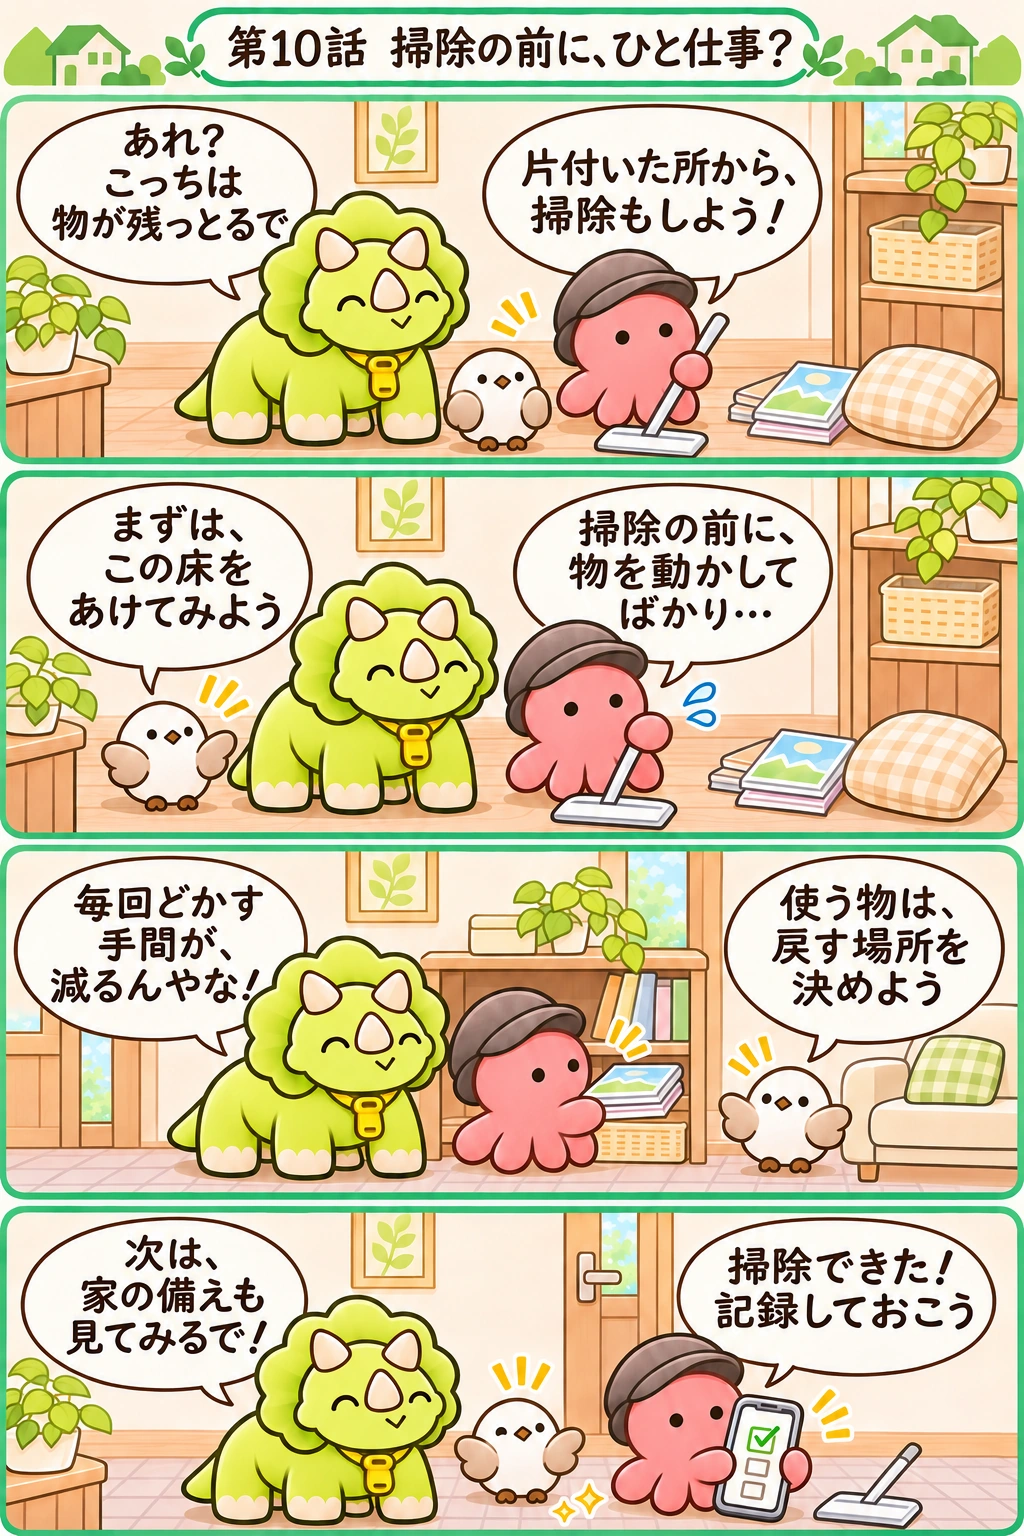 第10話 掃除の前に、ひと仕事？
片付いた所から、
掃除もしよう！
あれ？
こっちは
物が残っとるで
掃除の前に、
物を動かして
ばかり…
まずは、
この床を
あけてみよう
使う物は、
戻す場所を
決めよう
毎回どかす
手間が、
減るんやな！
掃除できた！
記録しておこう
次は、
家の備えも
見てみるで！